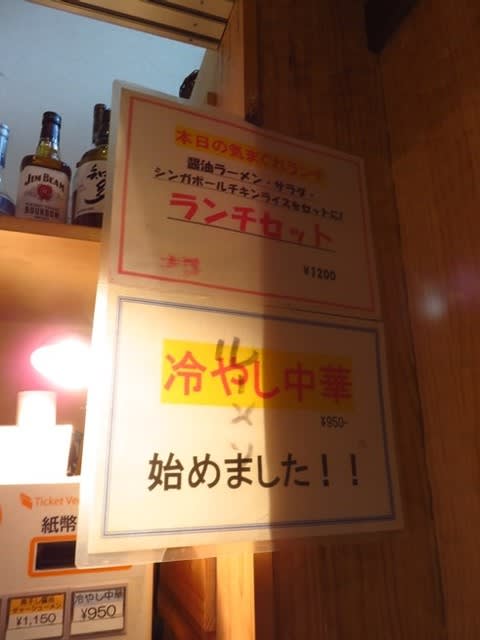 本日の気まぐれランチ
醤油ラーメン・サラダ・
シンガポールチキンライスをセットに!
ランチセット
¥1200
冷やし中華
¥950-
始めました!!
JIM BEAM
BOURBON
知多
Ticket Ve
紙幣
¥1,150
冷やし中華
¥950